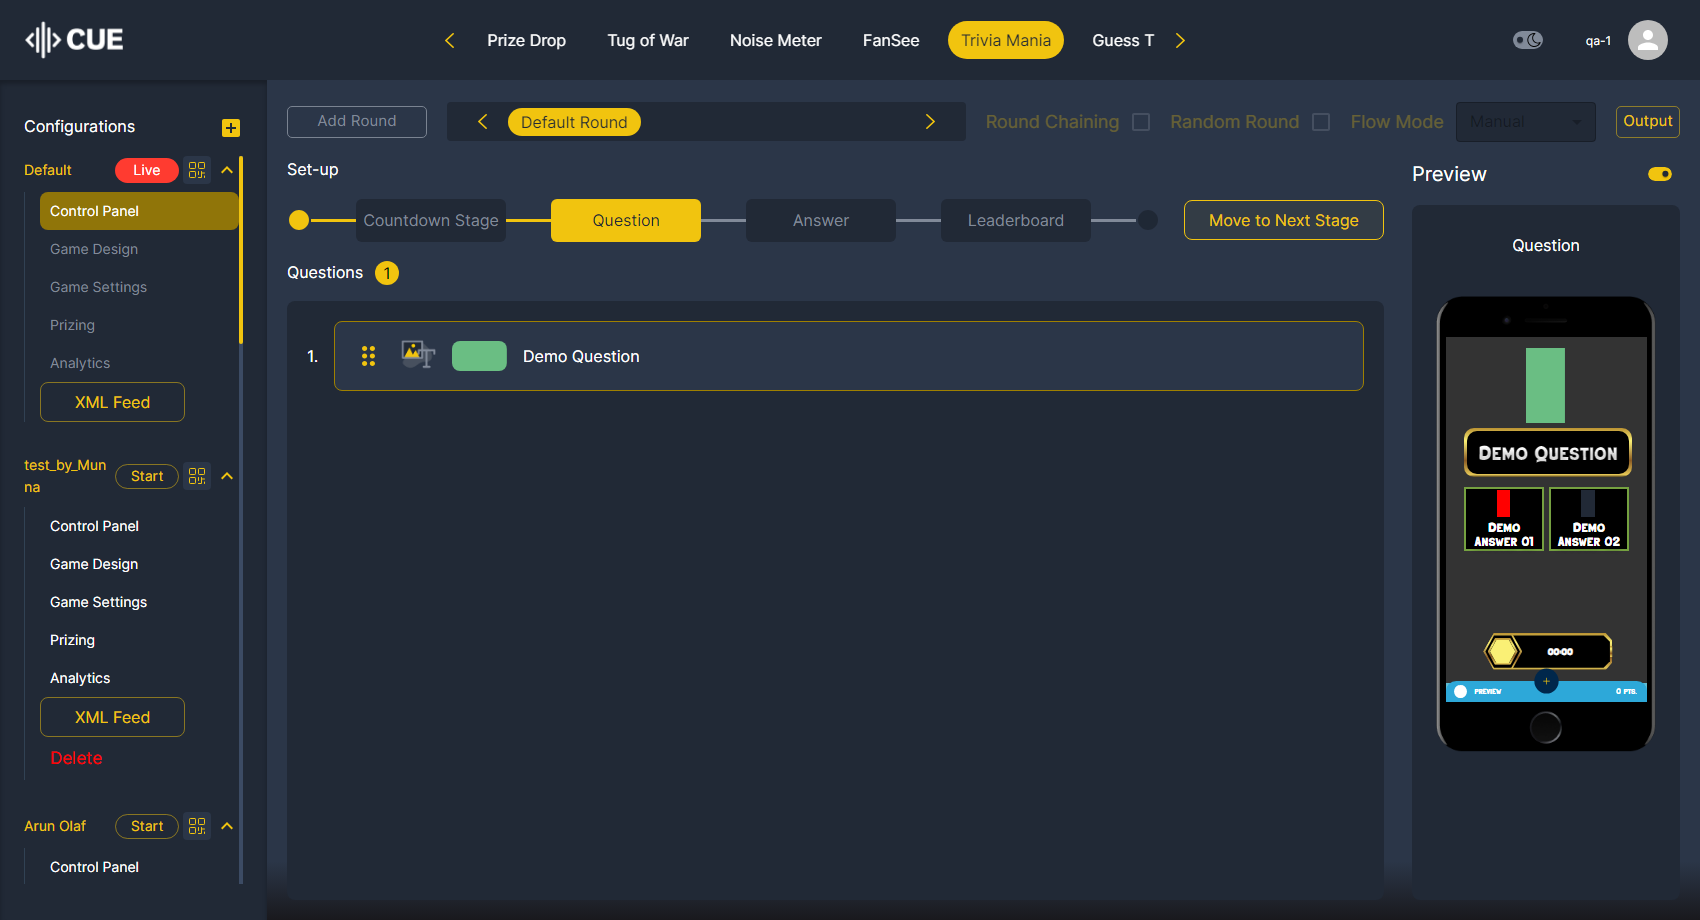 CUE
Prize Drop
Tug of War
Noise Meter
FanSee
Trivia Mania
Guess T
qa-1
Configurations
Default
Live
Control Panel
Game Design
Game Settings
Prizing
Analytics
XML Feed
test_by_Mun
na
Start
Control Panel
Game Design
Game Settings
Prizing
Analytics
XML Feed
Delete
Arun Olaf
Start
Control Panel
Add Round
Default Round
Round Chaining
Random Round
Flow Mode
Manual
Output
Set-up
Countdown Stage
Question
Answer
Leaderboard
Move to Next Stage
Questions
1
1.
Demo Question
Preview
Question
Demo Question
Demo
Answer 01
Demo
Answer 02
00:00
PREVIEW
0 PTS.